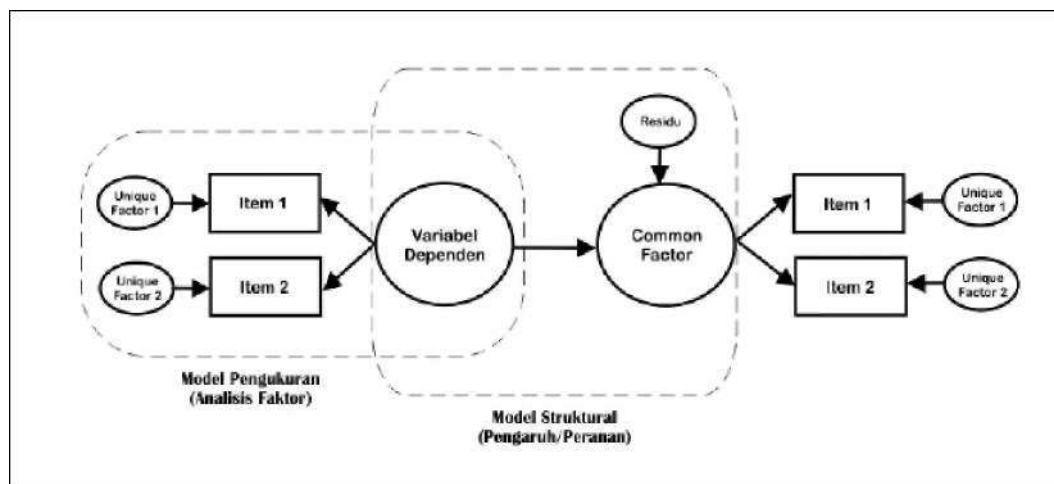 Residu
Unique
Factor 1
Item 1
Variabel
Dependen
Common
Factor
Item 1
Unique
Factor 1
Unique
Factor 2
Item 2
Item 2
Unique
Factor 2
Model Pengukuran
(Analisis Faktor)
Model Struktural
(Pengaruh/Peranan)